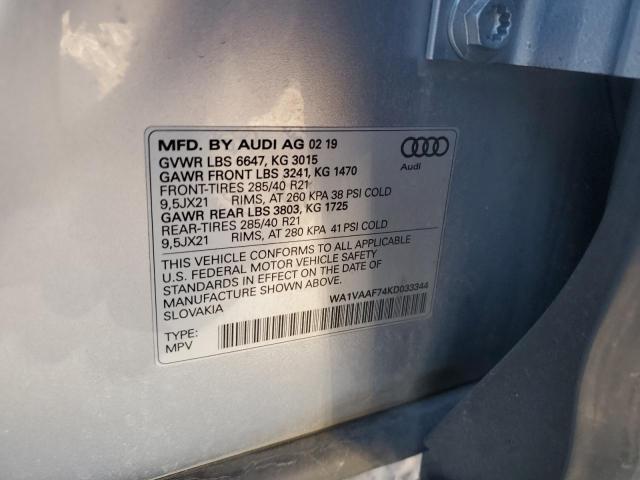 MFD. BY AUDI AG 02 19
GVWR LBS 6647, KG 3015
GAWR FRONT LBS 3241, KG 1470
FRONT-TIRES 285/40 R21
9,5JX21 RIMS, AT 260 KPA 38 PSI COLD
GAWR REAR LBS 3803, KG 1725
REAR-TIRES 285/40 R21
9,5JX21 RIMS, AT 280 KPA 41 PSI COLD
Audi
THIS VEHICLE CONFORMS TO ALL APPLICABLE
U.S. FEDERAL MOTOR VEHICLE SAFETY
STANDARDS IN EFFECT ON THE DATE OF
MANUFACTURE SHOWN ABOVE.
SLOVAKIA
WA1VAAF74KD033344
TYPE:
MPV